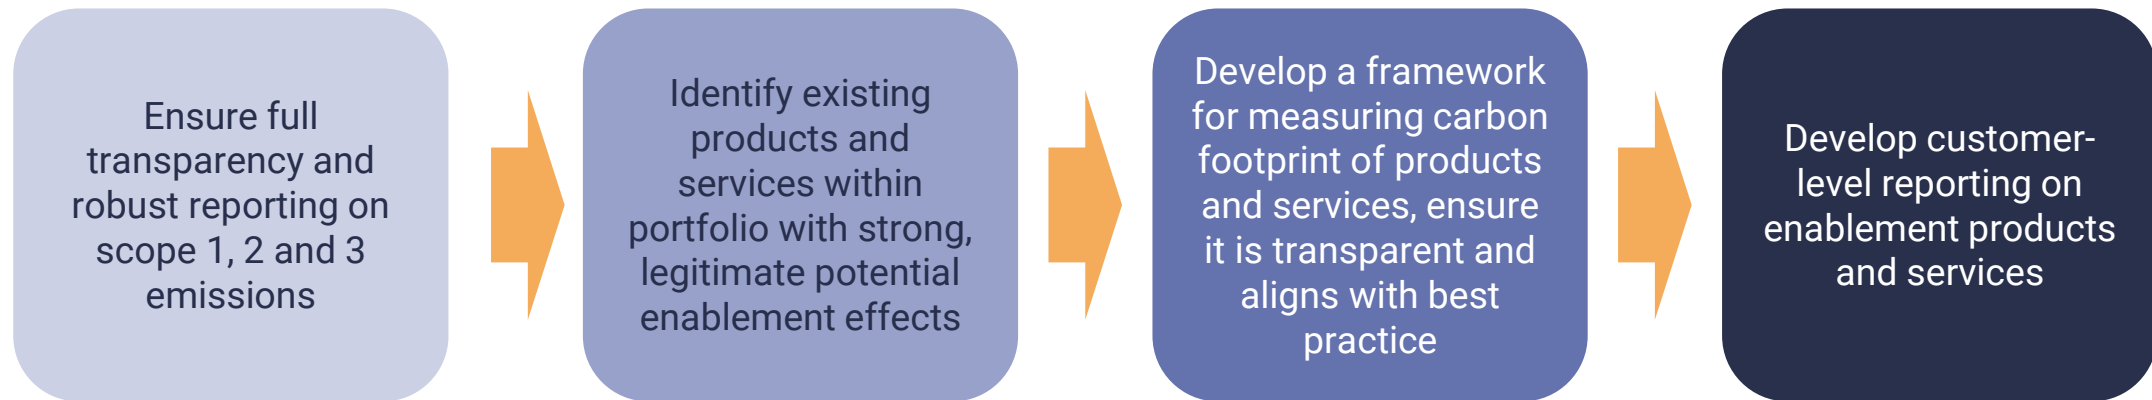 Ensure full
transparency and
robust reporting on
scope 1, 2 and 3
emissions
Identify existing
products and
services within
portfolio with strong,
legitimate potential
enablement effects
Develop a framework
for measuring carbon
footprint of products
and services, ensure
it is transparent and
aligns with best
practice
Develop customer-
level reporting on
enablement products
and services